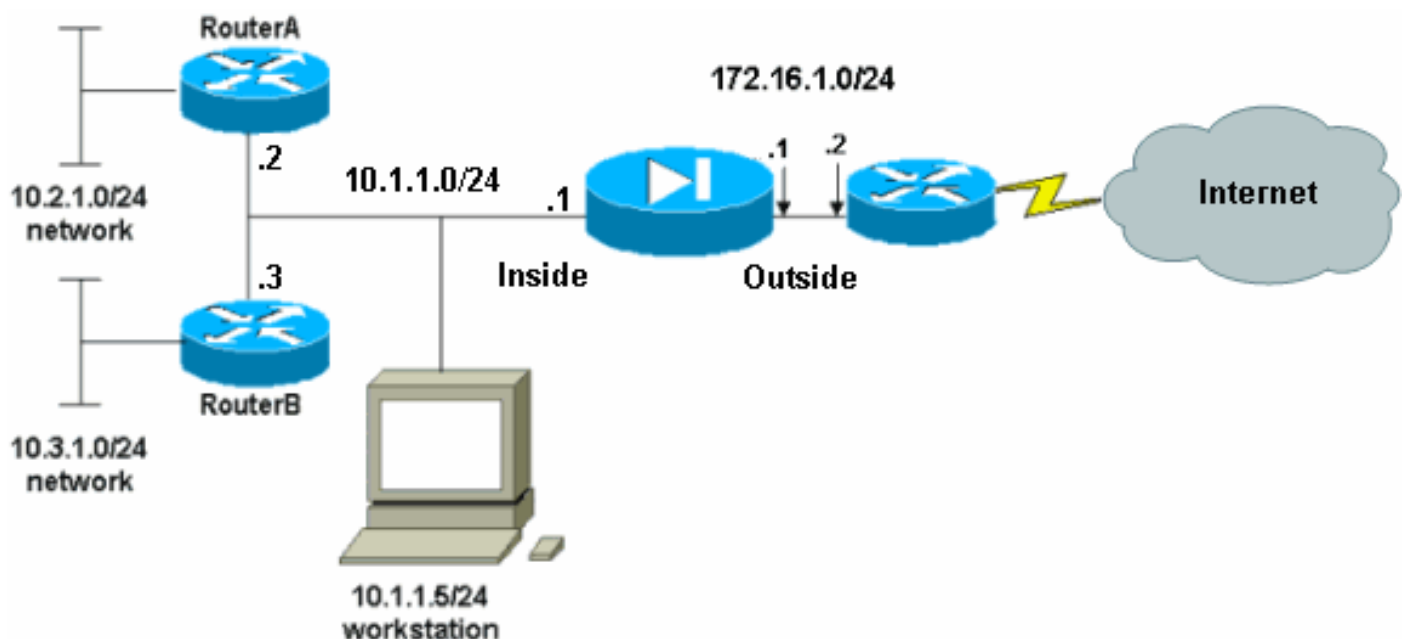 RouterA
172.16.1.0/24
.1
.2
.2
10.1.1.0/24
.1
10.2.1.0/24
network
Internet
Inside
Outside
.3
RouterB
10.3.1.0/24
network
10.1.1.5/24
workstation